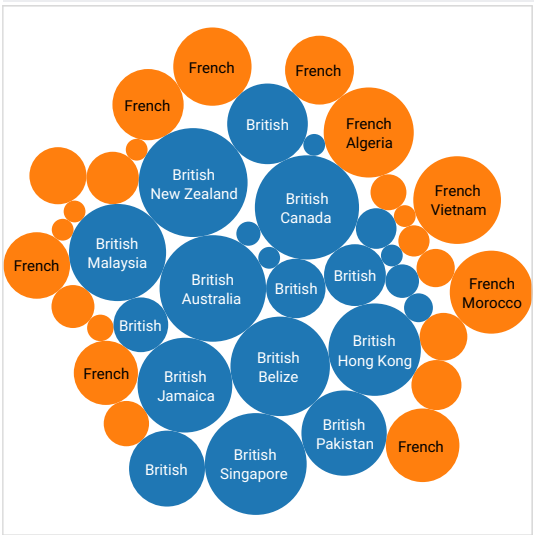 French
French
French
British
French
Algeria
British
New Zealand
British
Canada
French
Vietnam
British
Malaysia
French
British
Australia
British
British
French
Morocco
British
British
Hong Kong
British
Belize
French
British
Jamaica
British
Pakistan
French
British
British
Singapore